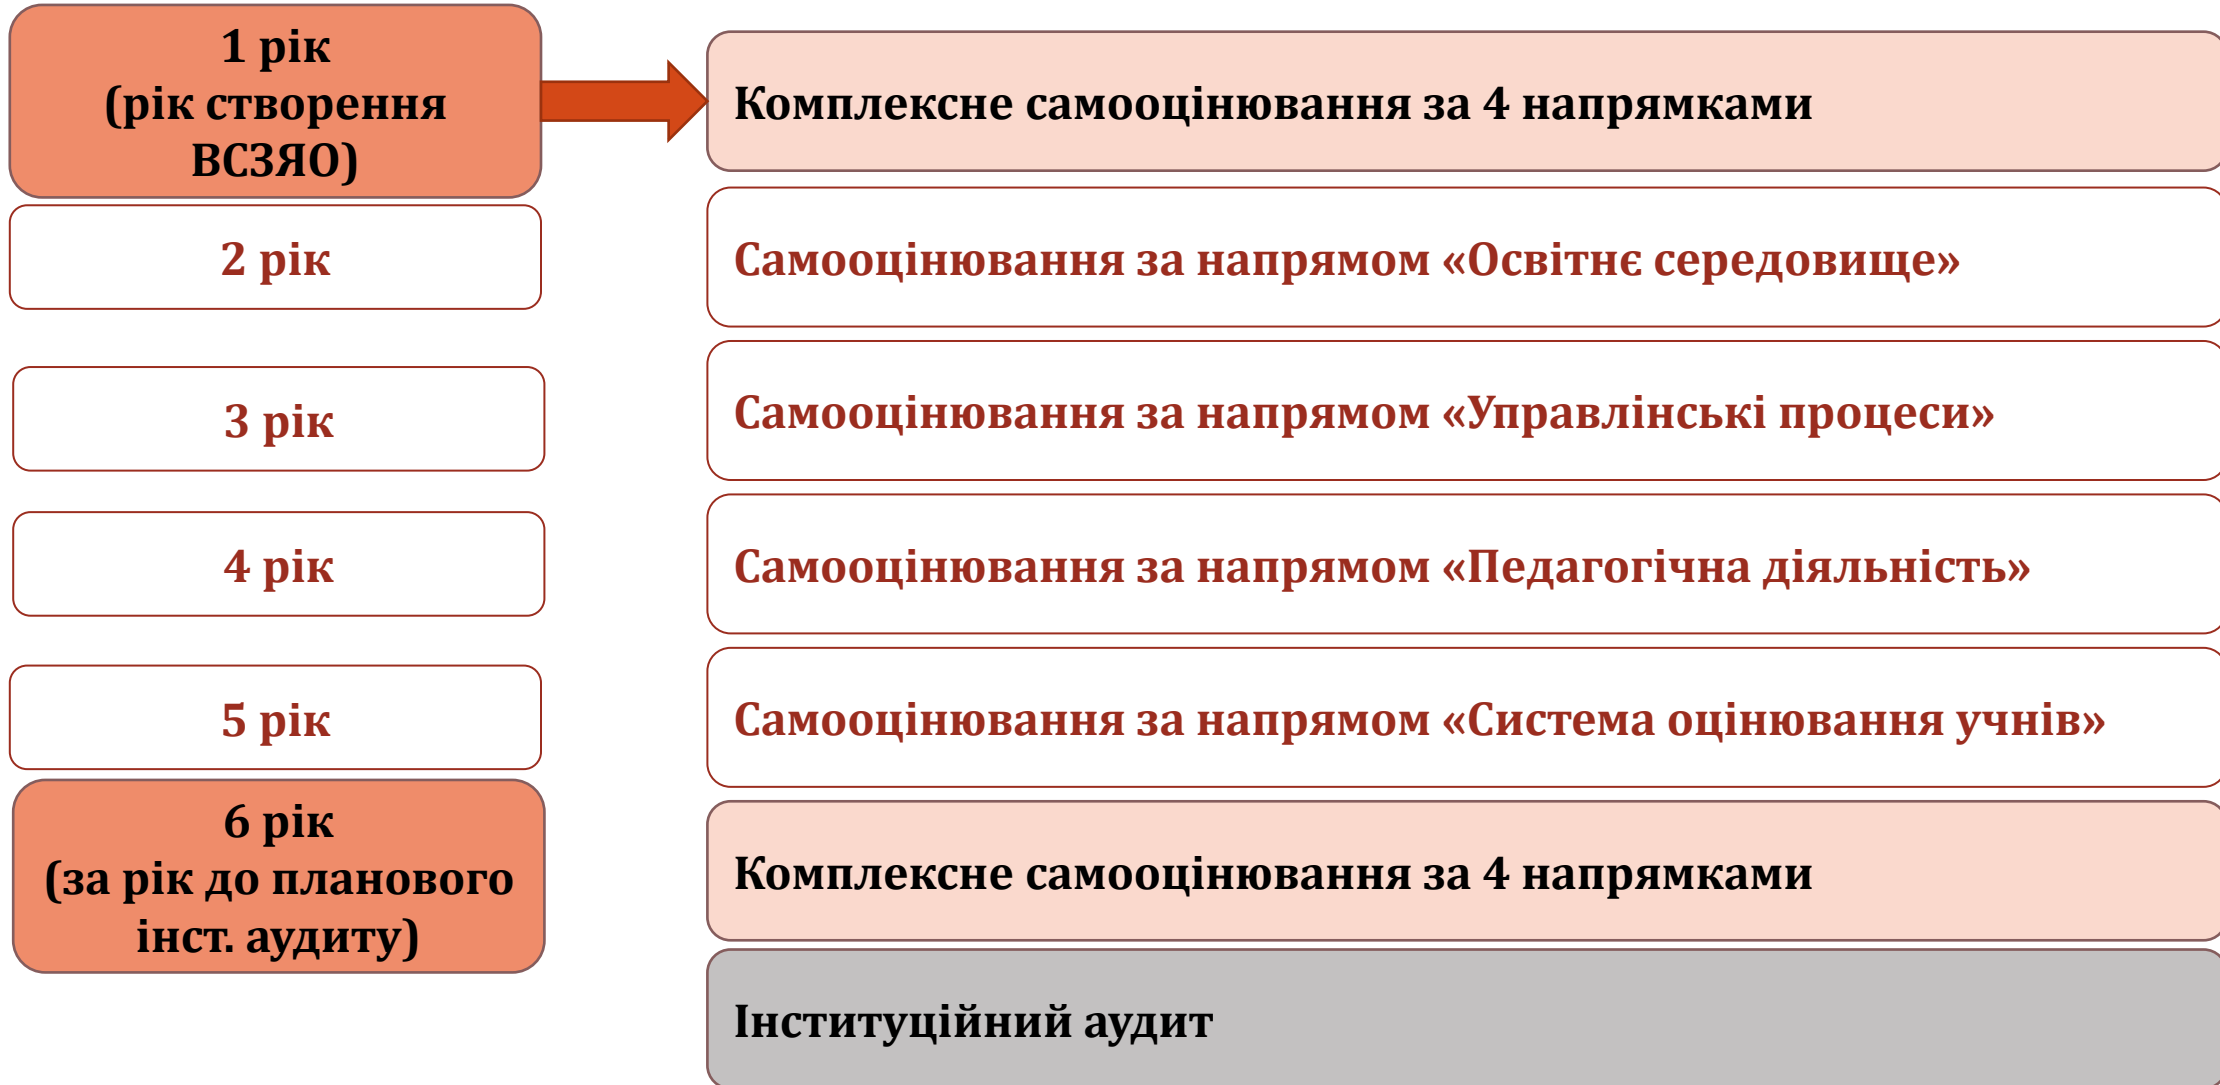 1 рік
(рік створення
ВСЗЯО)
Комплексне самооцінювання за 4 напрямками
2 рік
Самооцінювання за напрямом «Освітнє середовище»
3 рік
Самооцінювання за напрямом «Управлінські процеси»
4 рік
Самооцінювання за напрямом «Педагогічна діяльність»
5 рік
Самооцінювання за напрямом «Система оцінювання учнів»
6 рік
(за рік до планового
інст. аудиту)
Комплексне самооцінювання за 4 напрямками
Інституційний аудит